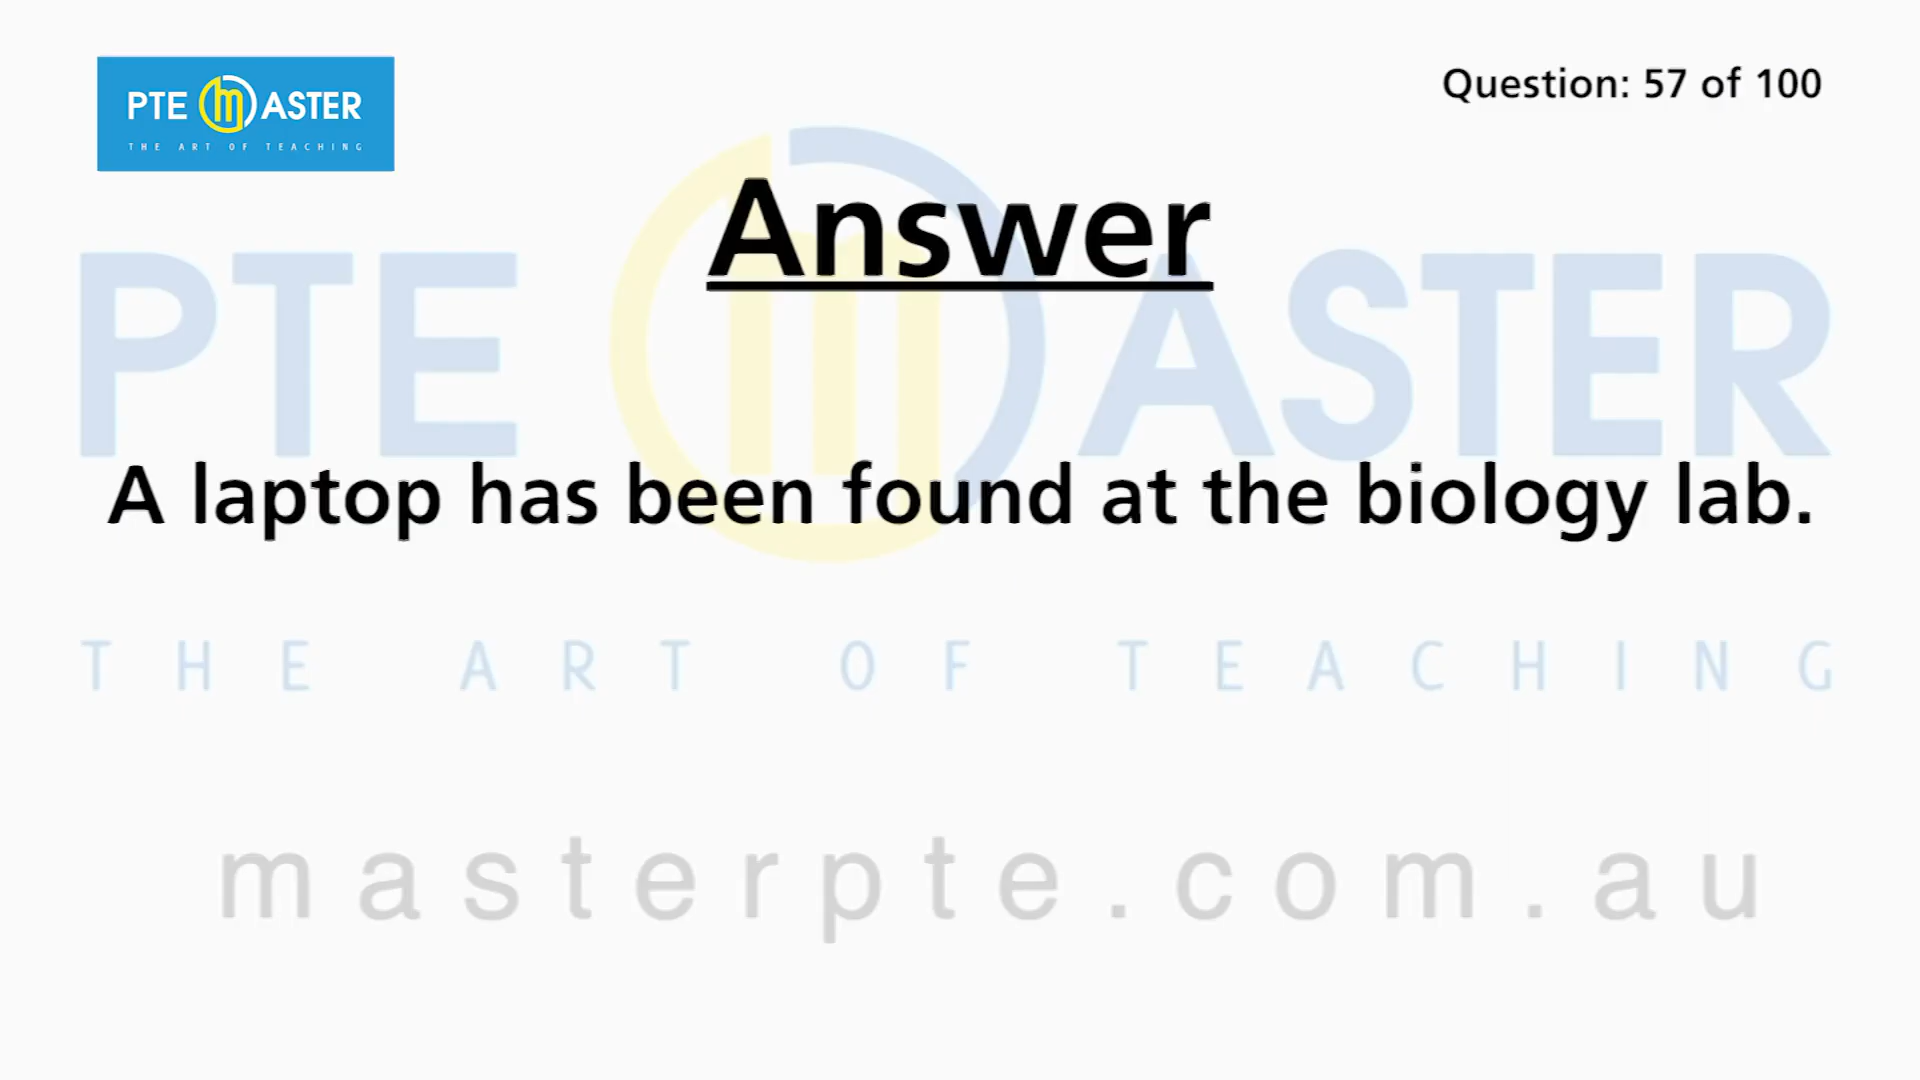 PTE MASTER
THE ART OF TEACHING
Question: 57 of 100
Answer
PTE MASTER
A laptop has been found at the biology lab.
THE ART OF TEACHING
masterpte.com.au